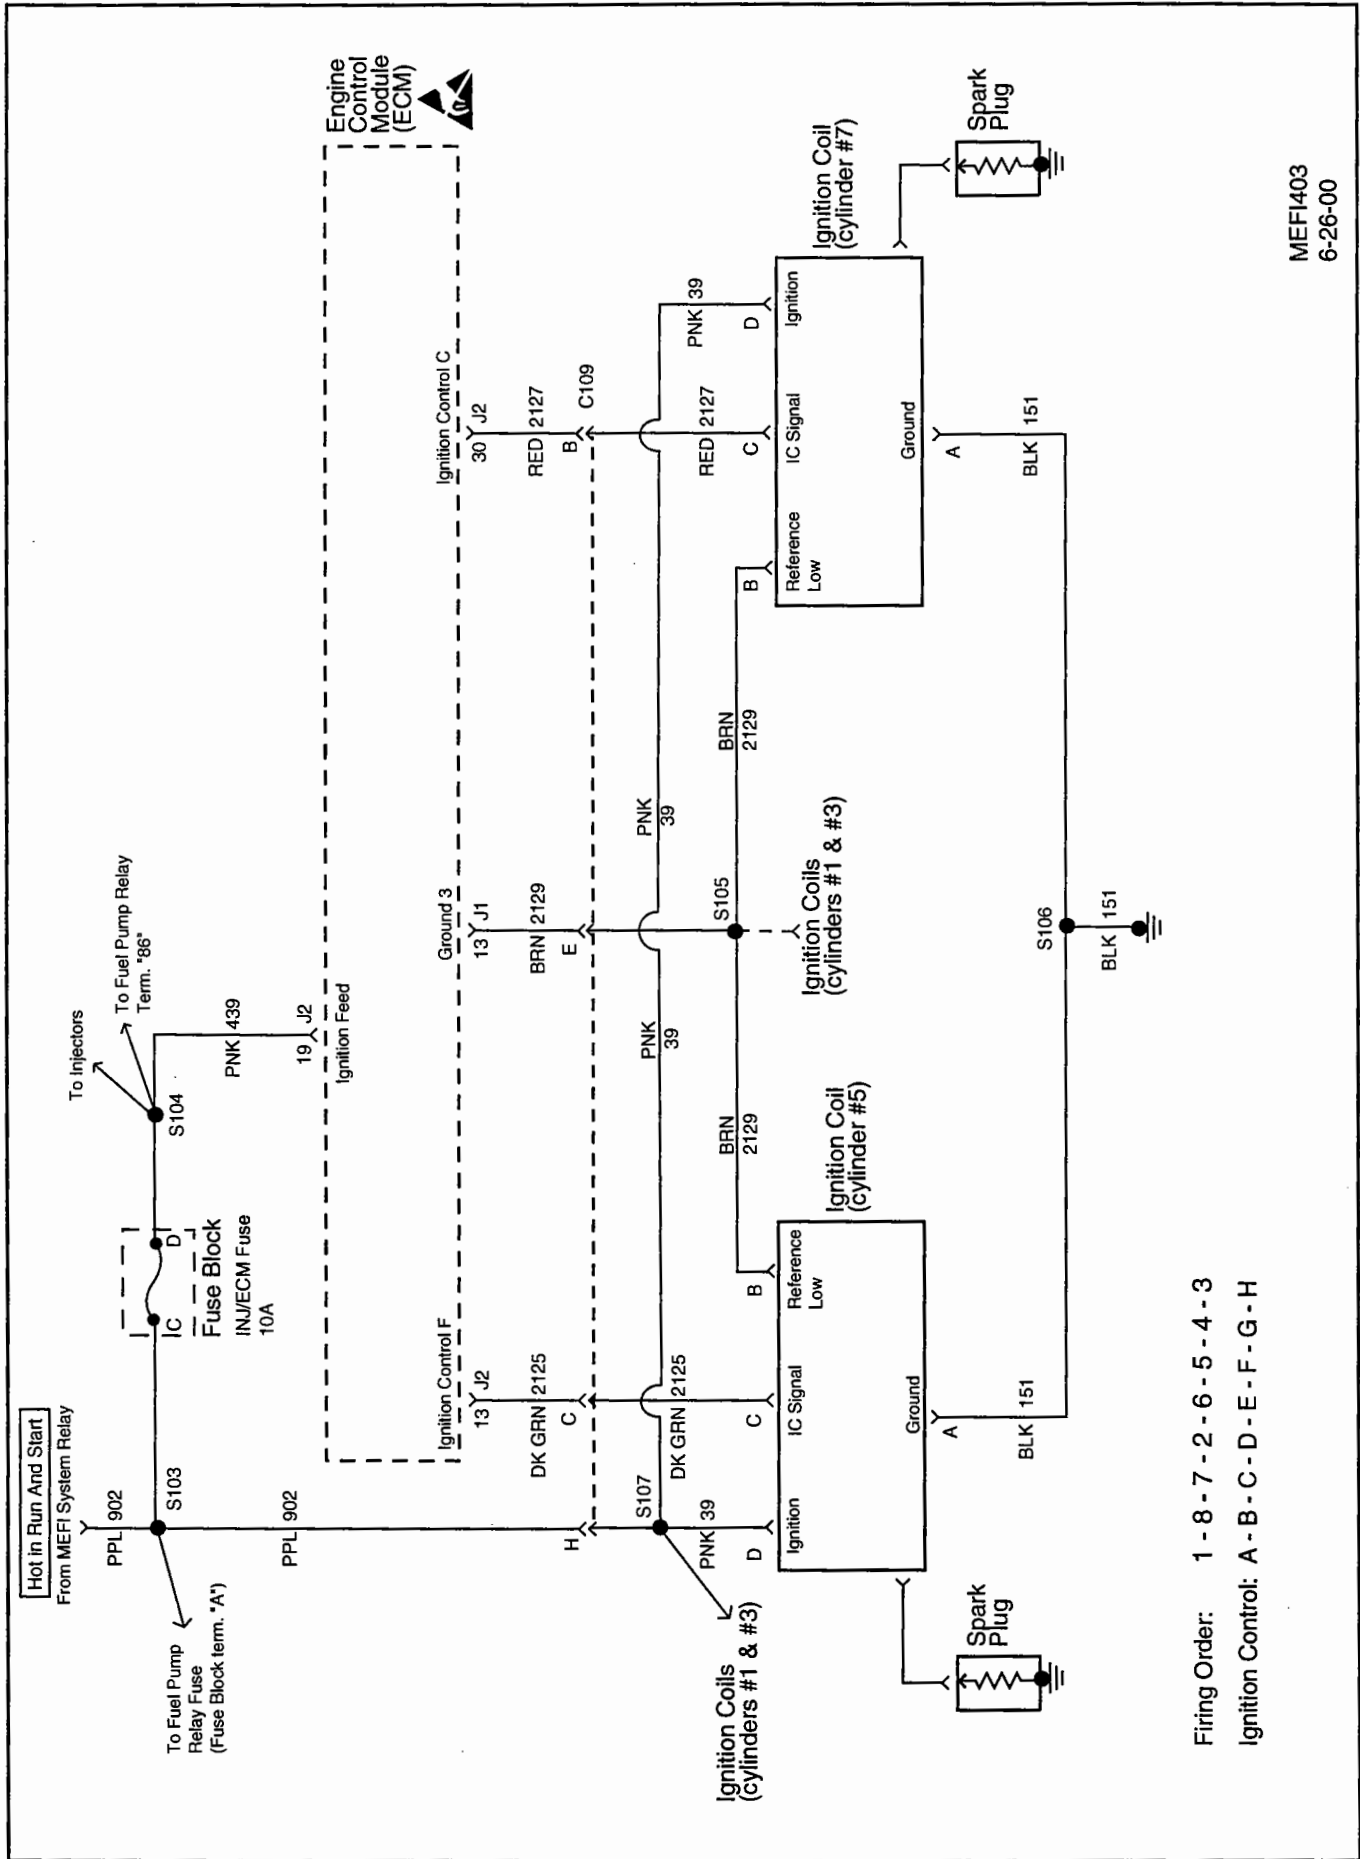 Hot in Run And Start
From MEFI System Relay
PPL 902
S103
To Fuel Pump
Relay Fuse
(Fuse Block term. "A")
C
D
Fuse Block
INJ/ECM Fuse
10A
To Injectors
To Fuel Pump Relay
Term. "86"
S104
PNK 439
19 J2
Ignition Feed
Engine
Control
Module
(ECM)
PPL 902
Ignition Control F
13 J2
DK GRN 2125
Ground 3
13 J1
BRN 2129
Ignition Control C
30 J2
RED 2127
H
C
E
B
C109
S107
PNK 39
DK GRN 2125
PNK
39
PNK
39
RED 2127
PNK 39
Ignition Coils
(cylinders #1 & #3)
BRN
2129
S105
BRN
2129
Ignition Coils
(cylinders #1 & #3)
D
C
B
Ignition
IC Signal
Reference
Low
Ground
Ignition Coil
(cylinder #5)
B
C
D
Reference
Low
IC Signal
Ignition
Ground
Ignition Coil
(cylinder #7)
Spark
Plug
A
BLK 151
S106
BLK 151
A
BLK 151
Spark
Plug
Firing Order: 1 - 8 - 7 - 2 - 6 - 5 - 4 - 3
Ignition Control: A - B - C - D - E - F - G - H
MEFI403
6-26-00